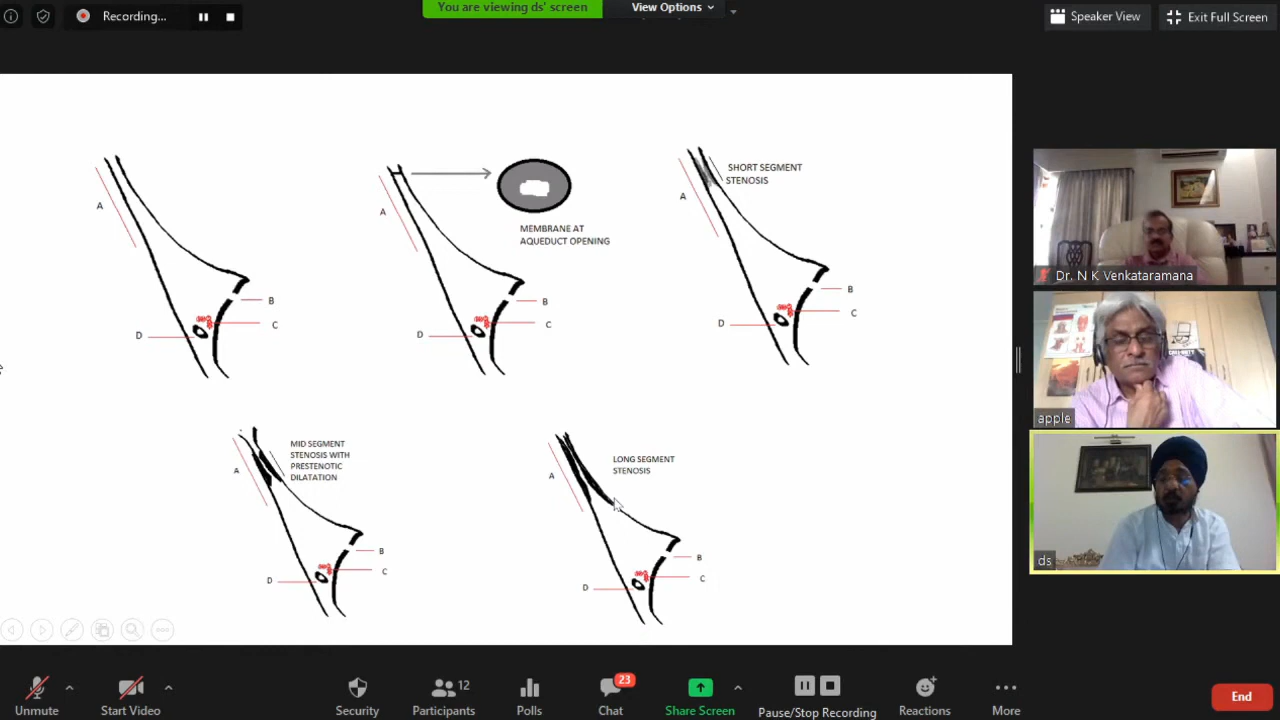 Recording...
You are viewing ds' screen
View Options
Speaker View
Exit Full Screen
A
B
C
D
MEMBRANE AT
AQUEDUCT OPENING
A
B
C
D
SHORT SEGMENT
STENOSIS
A
B
C
D
MID SEGMENT
STENOSIS WITH
PRESTENOTIC
DILATATION
A
B
C
D
LONG SEGMENT
STENOSIS
A
B
C
D
Dr. N K Venkataramana
apple
ds
Unmute
Start Video
Security
12
Participants
Polls
23
Chat
Share Screen
Pause/Stop Recording
Reactions
More
End